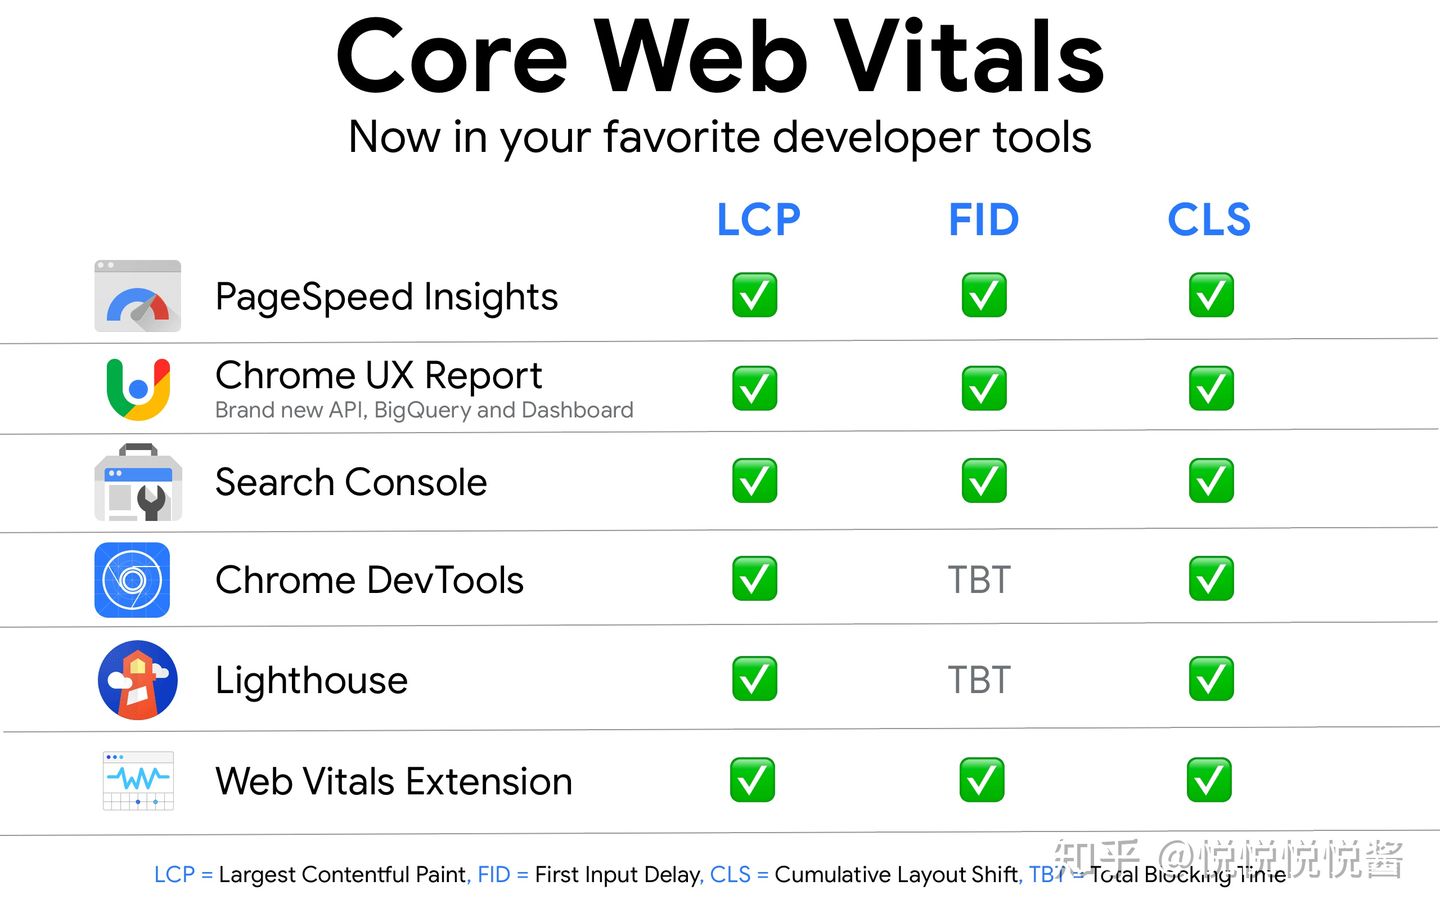 Core Web Vitals
Now in your favorite developer tools
LCP FID CLS
PageSpeed Insights
Chrome UX Report
Brand new API, BigQuery and Dashboard
Search Console
Chrome DevTools TBT
Lighthouse TBT
Web Vitals Extension
知乎 @悦悦悦悦酱
LCP = Largest Contentful Paint, FID = First Input Delay, CLS = Cumulative Layout Shift, TBT = Total Blocking Time